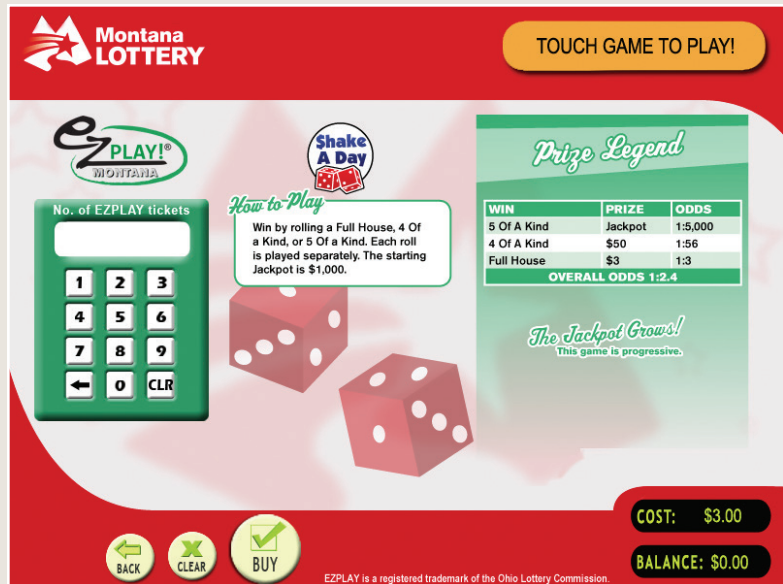 Montana
LOTTERY
TOUCH GAME TO PLAY!
eZPLAY!®
MONTANA
Shake
A Day
No. of EZPLAY tickets
1 2 3
4 5 6
7 8 9
0 CLR
How to Play
Win by rolling a Full House, 4 Of
a Kind, or 5 Of a Kind. Each roll
is played separately. The starting
Jackpot is $1,000.
Prize Legend
WIN PRIZE ODDS
5 Of A Kind Jackpot 1:5,000
4 Of A Kind $50 1:56
Full House $3 1:3
OVERALL ODDS 1:2.4
The Jackpot Grows!
This game is progressive.
BACK
CLEAR
BUY
COST: $3.00
BALANCE: $0.00
EZPLAY is a registered trademark of the Ohio Lottery Commission.